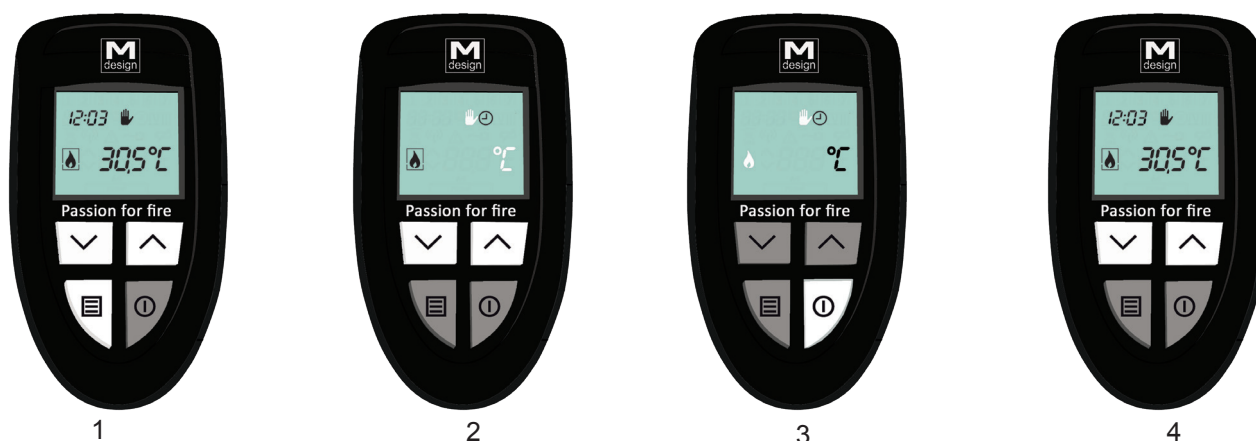 M
design
M
design
M
design
M
design
12:03
30,5°C
°C
°C
12:03
30,5°C
Passion for fire
Passion for fire
Passion for fire
Passion for fire
1
2
3
4